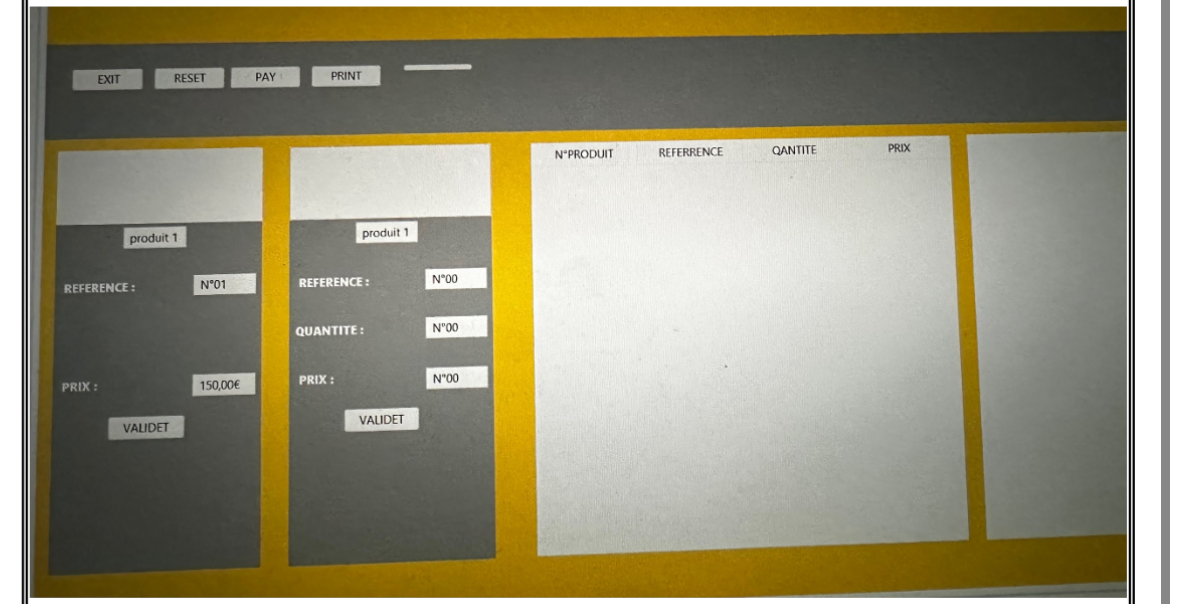 EXIT RESET PAY PRINT
N°PRODUIT REFERRENCE QANTITE PRIX
produit 1
REFERENCE : N°01
PRIX : 150,00€
VALIDET
produit 1
REFERENCE : N°00
QUANTITE : N°00
PRIX : N°00
VALIDET